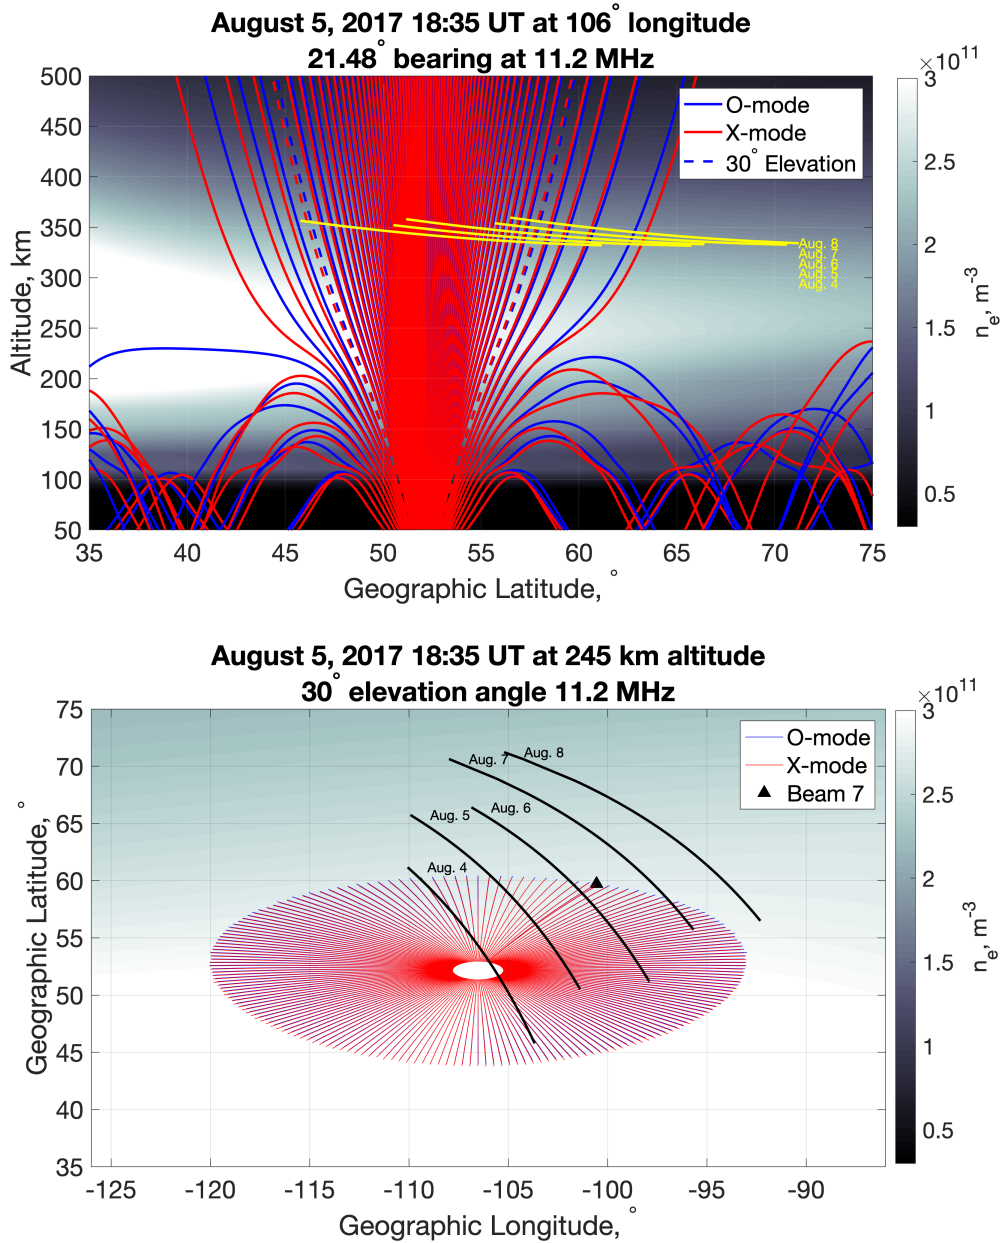 August 5, 2017 18:35 UT at 106° longitude
21.48° bearing at 11.2 MHz
500
450
400
350
300
250
200
150
100
50
Altitude, km
35
40
45
50
55
60
65
70
75
Geographic Latitude, °
O-mode
X-mode
30° Elevation
Aug. 8
Aug. 7
Aug. 6
Aug. 5
Aug. 4
×10^11
3
2.5
2
1.5
1
0.5
n_e, m^-3
August 5, 2017 18:35 UT at 245 km altitude
30° elevation angle 11.2 MHz
75
70
65
60
55
50
45
40
35
Geographic Latitude, °
-125
-120
-115
-110
-105
-100
-95
-90
Geographic Longitude, °
O-mode
X-mode
Beam 7
Aug. 7
Aug. 8
Aug. 5
Aug. 6
Aug. 4
×10^11
3
2.5
2
1.5
1
0.5
n_e, m^-3